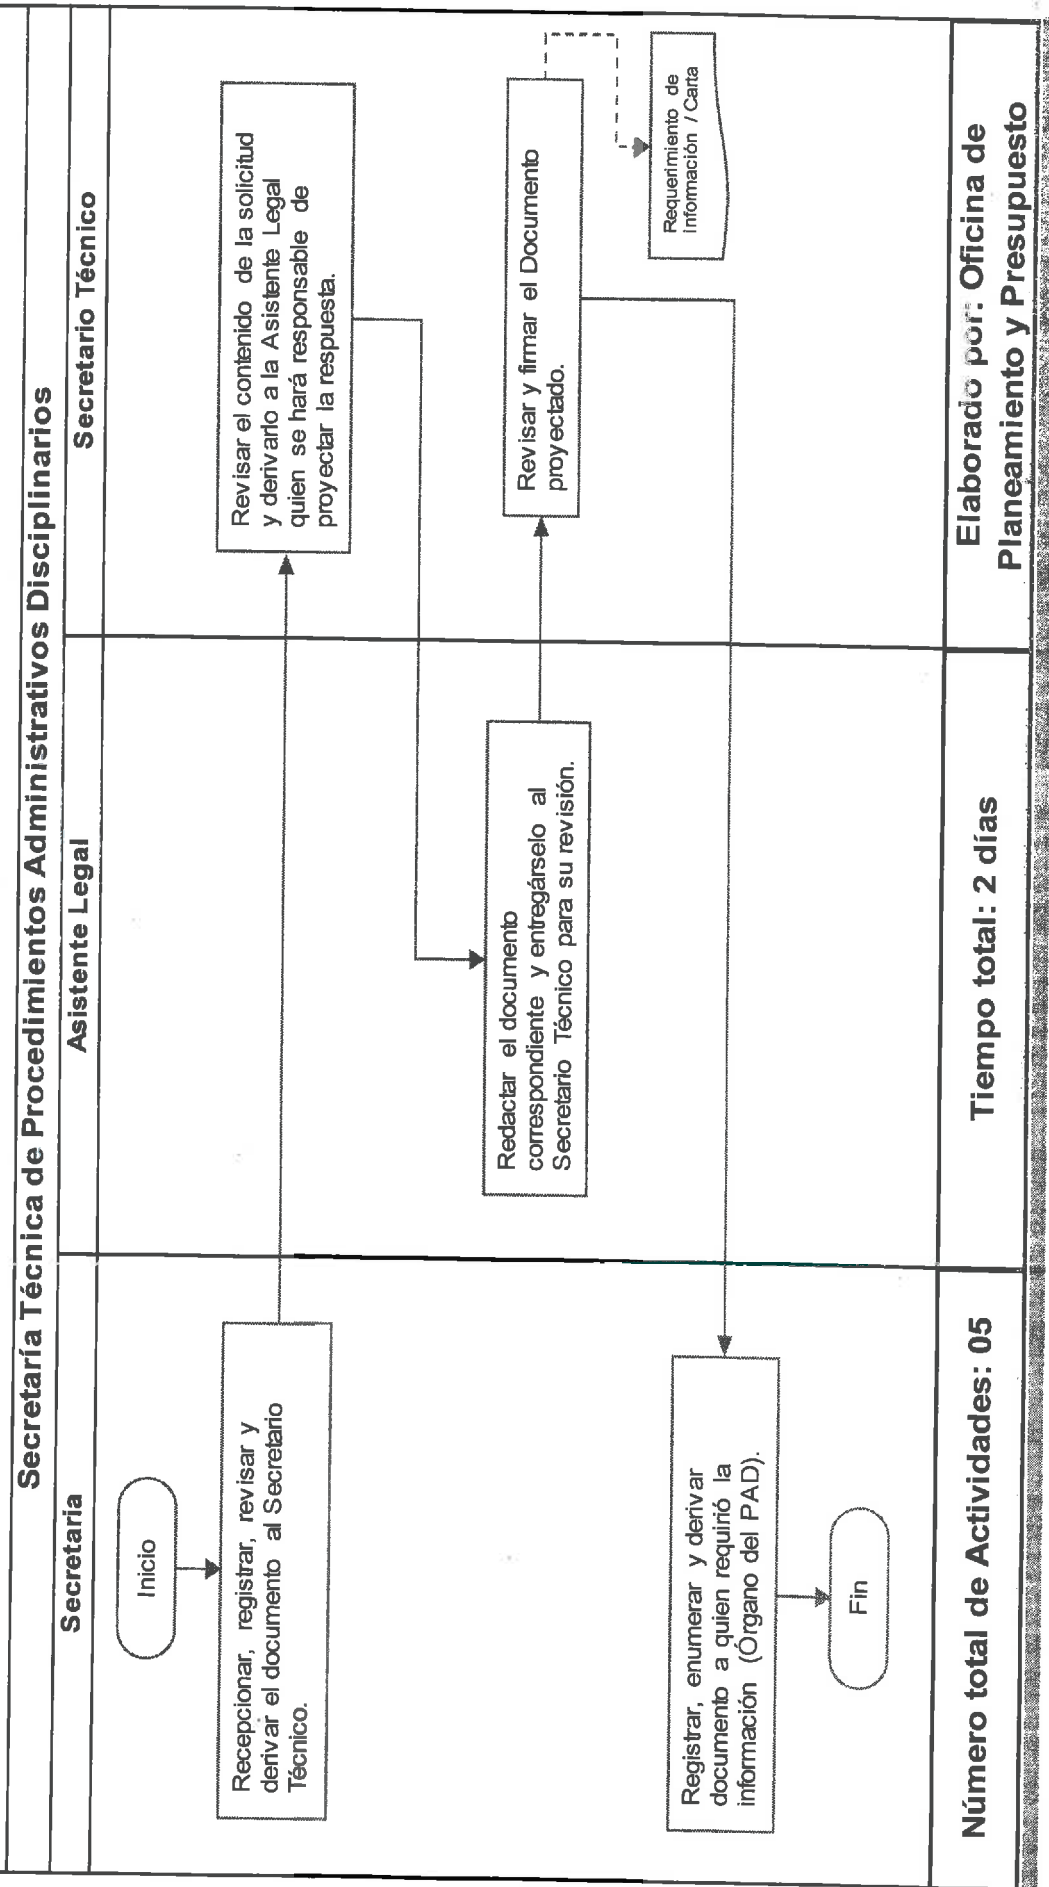 Secretaría Técnica de Procedimientos Administrativos Disciplinarios
Secretaria
Asistente Legal
Secretario Técnico
Inicio
Recepcionar, registrar, revisar y
derivar el documento al Secretario
Técnico.
Revisar el contenido de la solicitud
y derivarlo a la Asistente Legal
quien se hará responsable de
proyectar la respuesta.
Redactar el documento
correspondiente y entregárselo al
Secretario Técnico para su revisión.
Revisar y firmar el Documento
proyectado.
Requerimiento de
Información / Carta
Registrar, enumerar y derivar
documento a quien requirió la
información (Órgano del PAD).
Fin
Número total de Actividades: 05
Tiempo total: 2 días
Elaborado por: Oficina de
Planeamiento y Presupuesto